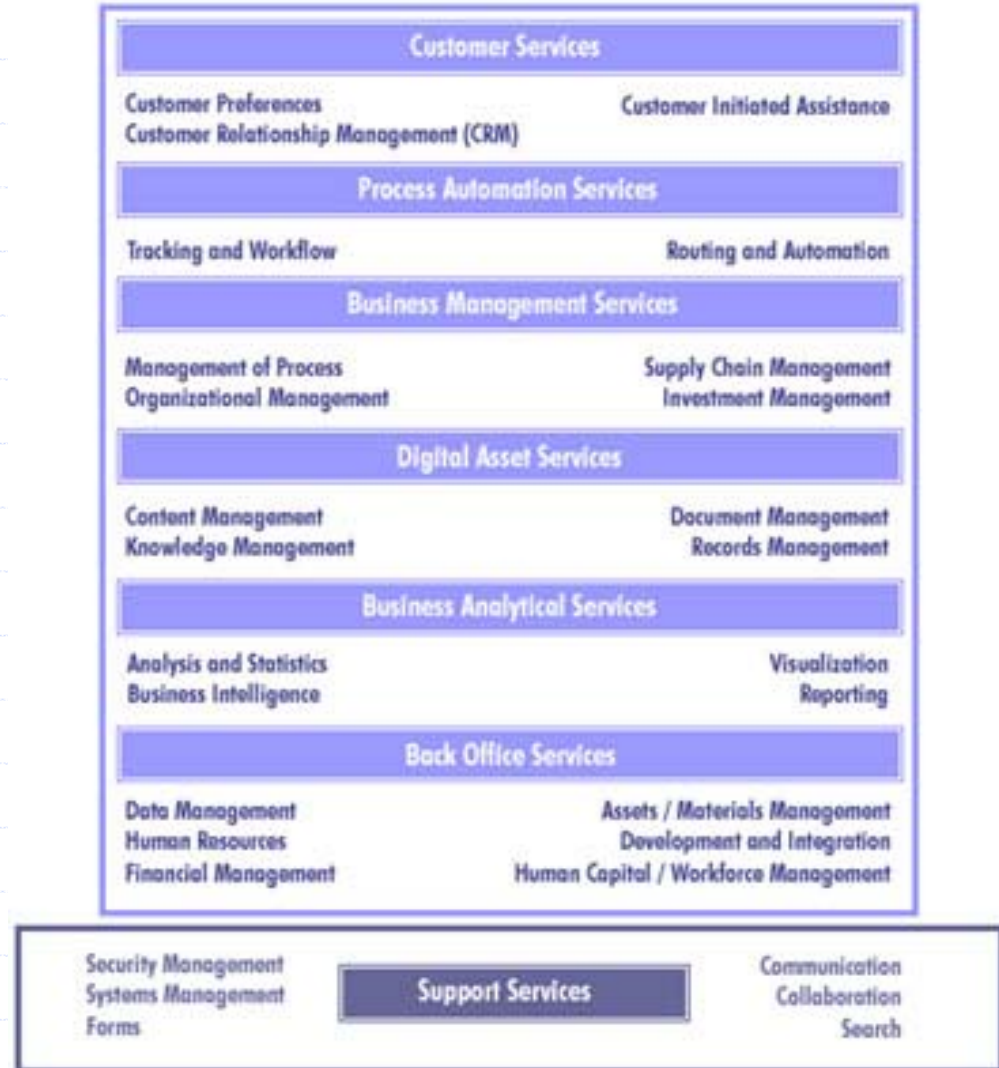 Customer Services
Customer Preferences
Customer Initiated Assistance
Customer Relationship Management (CRM)
Process Automation Services
Tracking and Workflow
Routing and Automation
Business Management Services
Management of Process
Supply Chain Management
Organizational Management
Investment Management
Digital Asset Services
Content Management
Document Management
Knowledge Management
Records Management
Business Analytical Services
Analysis and Statistics
Visualization
Business Intelligence
Reporting
Back Office Services
Data Management
Assets / Materials Management
Human Resources
Development and Integration
Financial Management
Human Capital / Workforce Management
Security Management
Communication
Systems Management
Support Services
Collaboration
Forms
Search